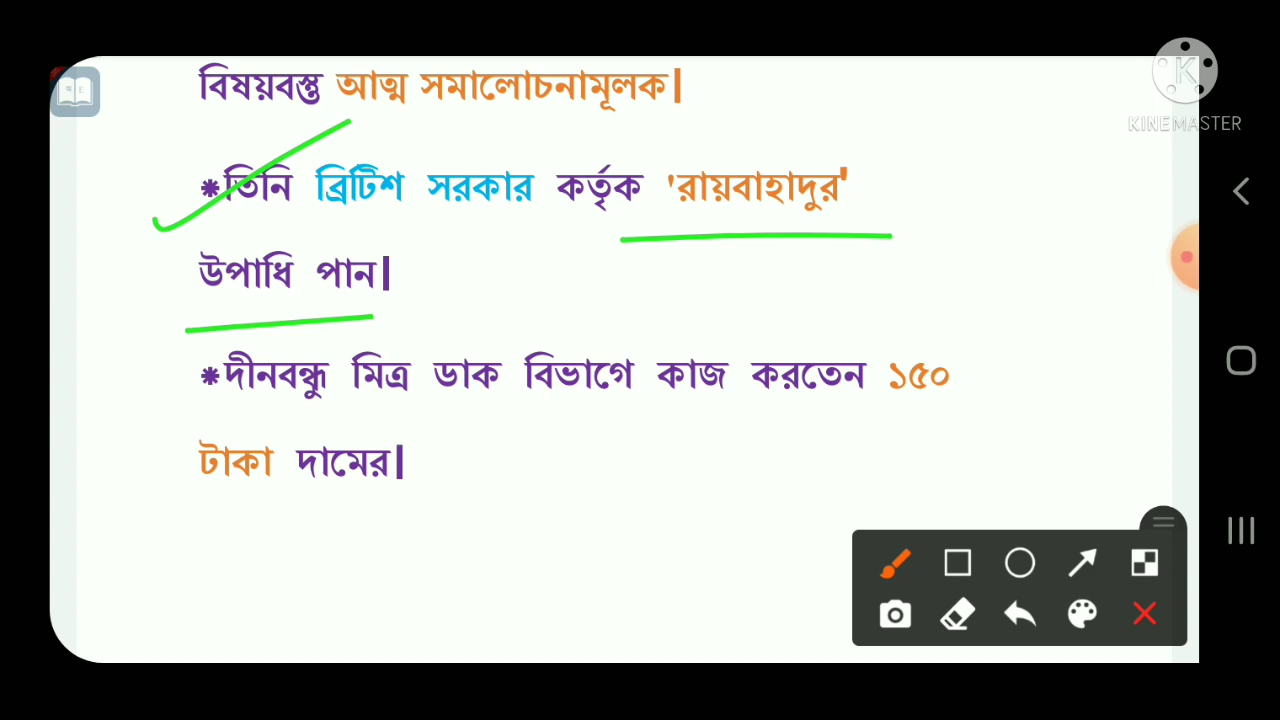 বিষয়বস্তু আত্ম সমালোচনামূলক|
KINEMASTER
*তিনি ব্রিটিশ সরকার কর্তৃক 'রায়বাহাদুর'
উপাধি পান|
*দীনবন্ধু মিত্র ডাক বিভাগে কাজ করতেন ১৫০
টাকা দামের|